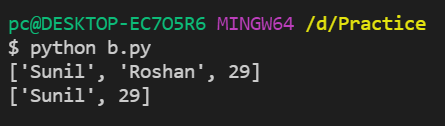 pc@DESKTOP-EC7O5R6 MINGW64 /d/Practice
$ python b.py
['Sunil', 'Roshan', 29]
['Sunil', 29]